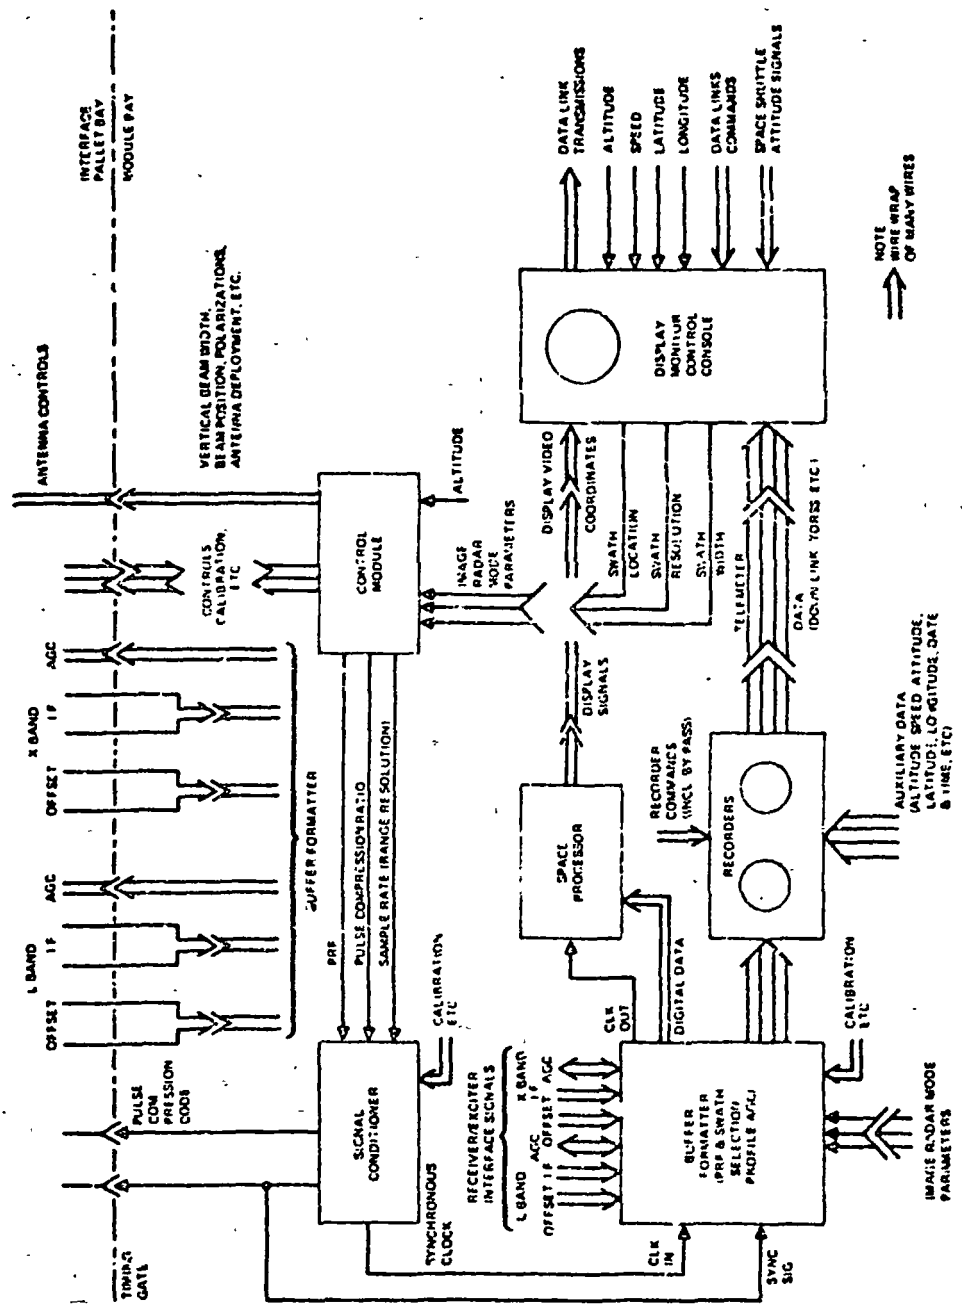 INTERFACE
PALLET BAY
MODULE BAY
ANTENNA CONTROLS
VERTICAL BEAM WIDTH,
BEAM POSITION, POLARIZATIONS,
ANTENNA DEPLOYMENT, ETC.
CONTROLS
CALIBRATION,
ETC
AGC
X BAND
I F
OFFSET
AGC
L BAND
I F
OFFSET
BUFFER FORMATTER
PULSE
COM
PRESSION
CODE
TIMING
GATE
CONTROL
MODULE
ALTITUDE
IMAGE
RADAR
MODE
PARAMETERS
PRF
PULSE COMPRESSION RATIO
SAMPLE RATE (RANGE RESOLUTION)
SIGNAL
CONDITIONER
CALIBRATION
ETC
SYNCHRONOUS
CLOCK
RECEIVER/EXCITER
INTERFACE SIGNALS
L BAND
X BAND
OFFSET
I F
AGC
OFFSET
I F
AGC
CLK
IN
SYNC
SIG
BUFFER
FORMATTER
(PRF & SWATH
SELECTION
PROFILE AGC)
IMAGE RADAR MODE
PARAMETERS
CALIBRATION
ETC
CLK
OUT
DIGITAL DATA
SPACE
PROCESSOR
DISPLAY
SIGNALS
RECORDER
COMMANDS
(INCL BY PASS)
RECORDERS
AUXILIARY DATA
(ALTITUDE SPEED ATTITUDE,
LATITUDE, LONGITUDE, DATE
& TIME, ETC)
DISPLAY VIDEO
COORDINATES
SWATH
LOCATION
SWATH
RESOLUTION
SWATH
WIDTH
TELEMETER
DATA
(DOWN LINK TDRSS ETC)
DISPLAY
MONITOR
CONTROL
CONSOLE
DATA LINK
TRANSMISSIONS
ALTITUDE
SPEED
LATITUDE
LONGITUDE
DATA LINKS
COMMANDS
SPACE SHUTTLE
ATTITUDE SIGNALS
NOTE
WIRE WRAP
OF MANY WIRES